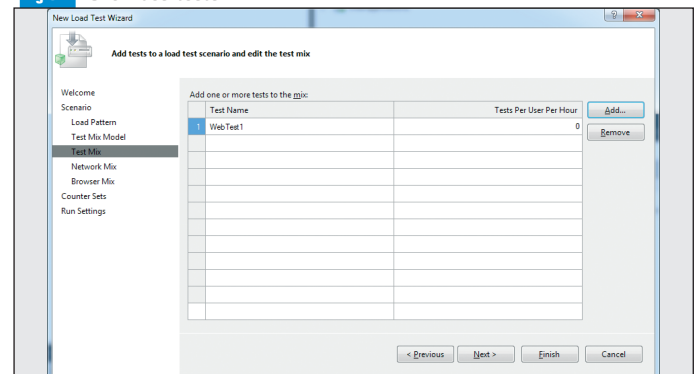 New Load Test Wizard
Add tests to a load test scenario and edit the test mix
Welcome
Scenario
Load Pattern
Test Mix Model
Test Mix
Network Mix
Browser Mix
Counter Sets
Run Settings
Add one or more tests to the mix:
Test Name Tests Per User Per Hour
1 WebTest1 0
Add...
Remove
< Previous
Next >
Finish
Cancel